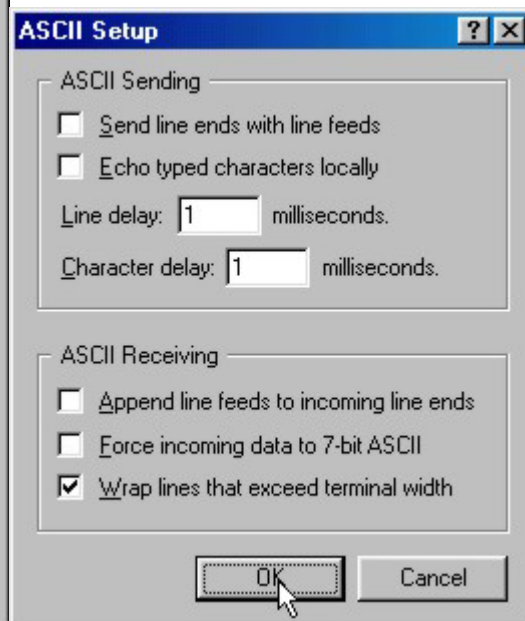 ASCII Setup
ASCII Sending
Send line ends with line feeds
Echo typed characters locally
Line delay: 1 milliseconds.
Character delay: 1 milliseconds.
ASCII Receiving
Append line feeds to incoming line ends
Force incoming data to 7-bit ASCII
Wrap lines that exceed terminal width
OK Cancel